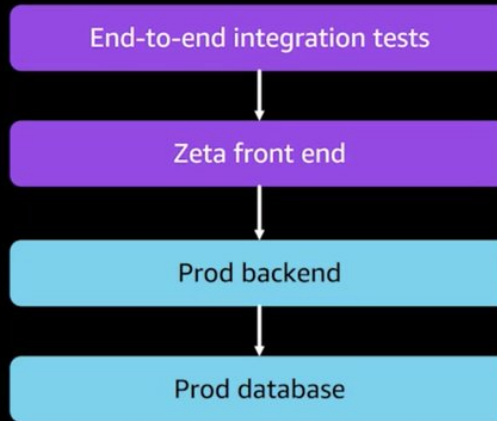 End-to-end integration tests
Zeta front end
Prod backend
Prod database